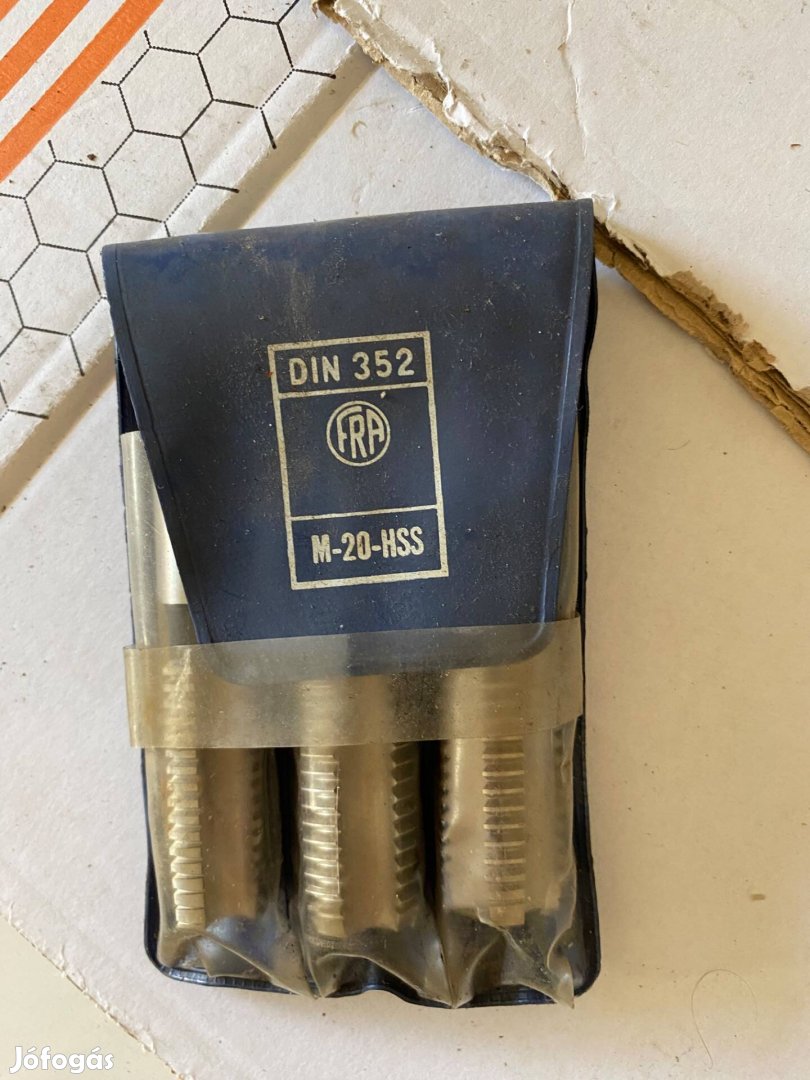 DIN 352
FRA
M-20-HSS
Jófogás